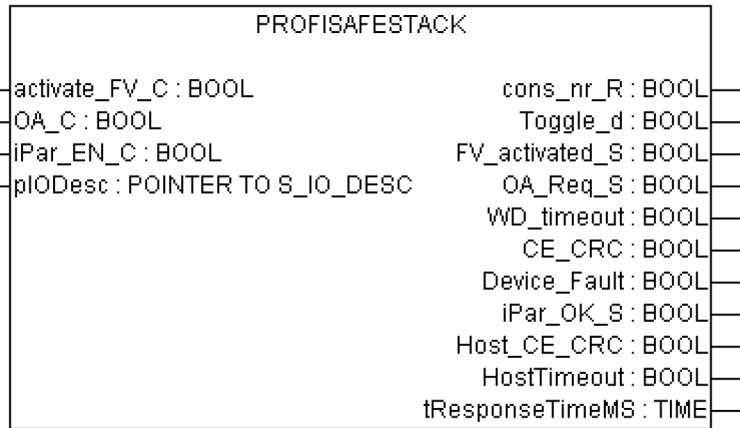 PROFISAFESTACK
activate_FV_C : BOOL cons_nr_R : BOOL
OA_C : BOOL Toggle_d : BOOL
iPar_EN_C : BOOL FV_activated_S : BOOL
pIODesc : POINTER TO S_IO_DESC OA_Req_S : BOOL
WD_timeout : BOOL
CE_CRC : BOOL
Device_Fault : BOOL
iPar_OK_S : BOOL
Host_CE_CRC : BOOL
HostTimeout : BOOL
tResponseTimeMS : TIME